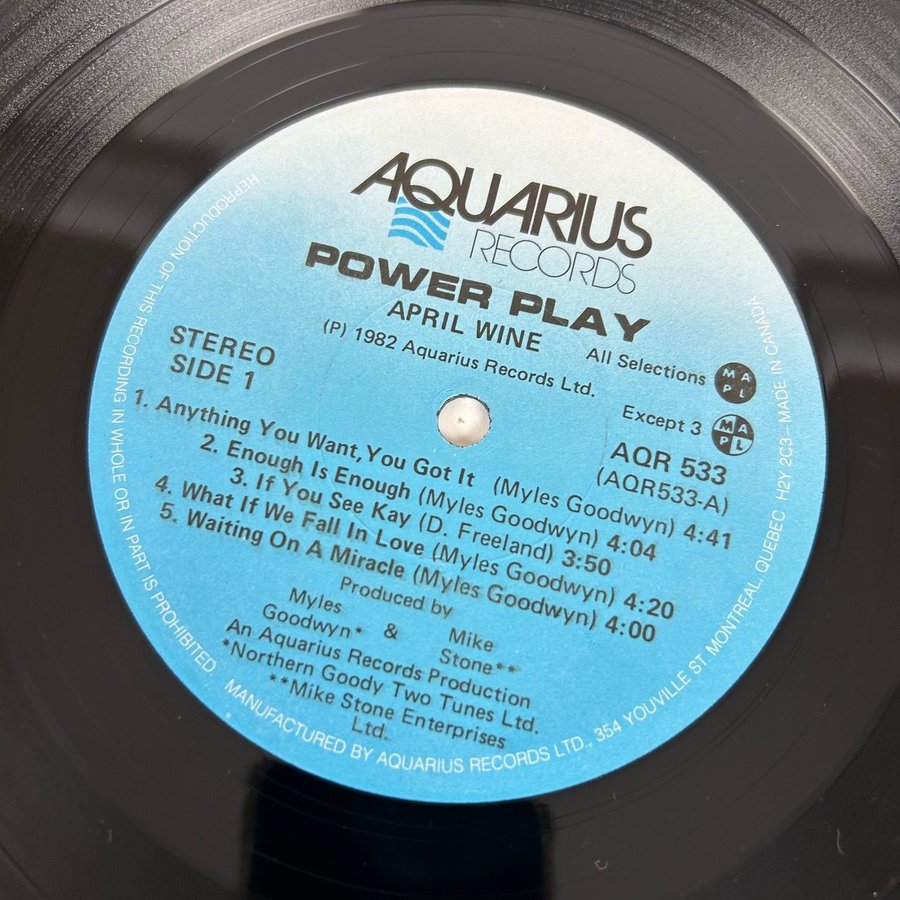 AQUARIUS
RECORDS
POWER PLAY
APRIL WINE
(P) 1982 Aquarius Records Ltd.
STEREO
SIDE 1
All Selections MAPL
Except 3 MAPL
AQR 533
(AQR533-A)
1. Anything You Want, You Got It (Myles Goodwyn) 4:41
2. Enough Is Enough (Myles Goodwyn) 4:04
3. If You See Kay (D. Freeland) 3:50
4. What If We Fall In Love (Myles Goodwyn) 4:20
5. Waiting On A Miracle (Myles Goodwyn) 4:00
Produced by
Myles Goodwyn* & Mike Stone**
An Aquarius Records Production
*Northern Goody Two Tunes Ltd.
**Mike Stone Enterprises
Ltd.
REPRODUCTION OF THIS RECORDING IN WHOLE OR IN PART IS PROHIBITED MANUFACTURED BY AQUARIUS RECORDS LTD., 354 YOUVILLE ST. MONTREAL, QUEBEC H2Y 2C3—MADE IN CANADA